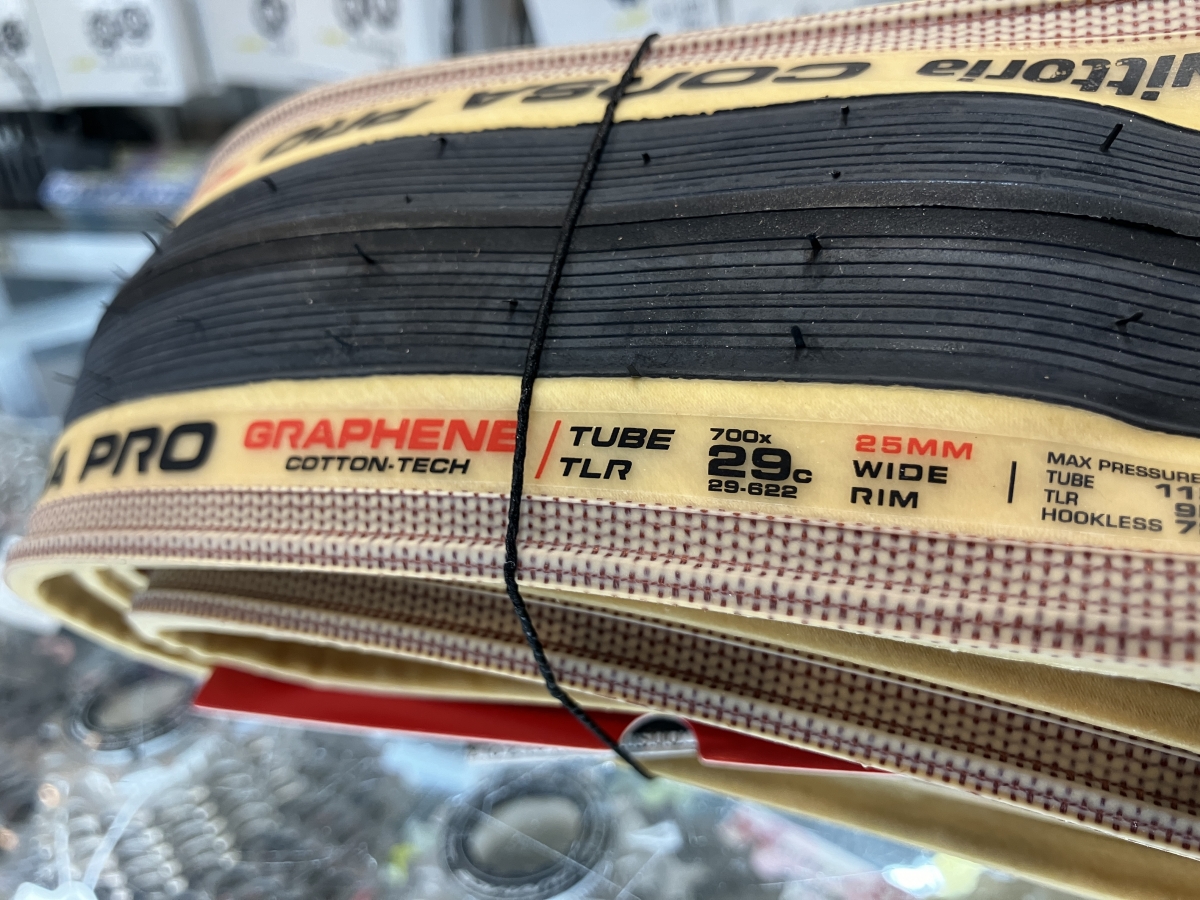 vittoria CORSA PRO
A PRO
GRAPHENE
COTTON-TECH
/ TUBE
TLR
700x
29c
29-622
25MM
WIDE
RIM
| MAX PRESSURE
TUBE
TLR
HOOKLESS